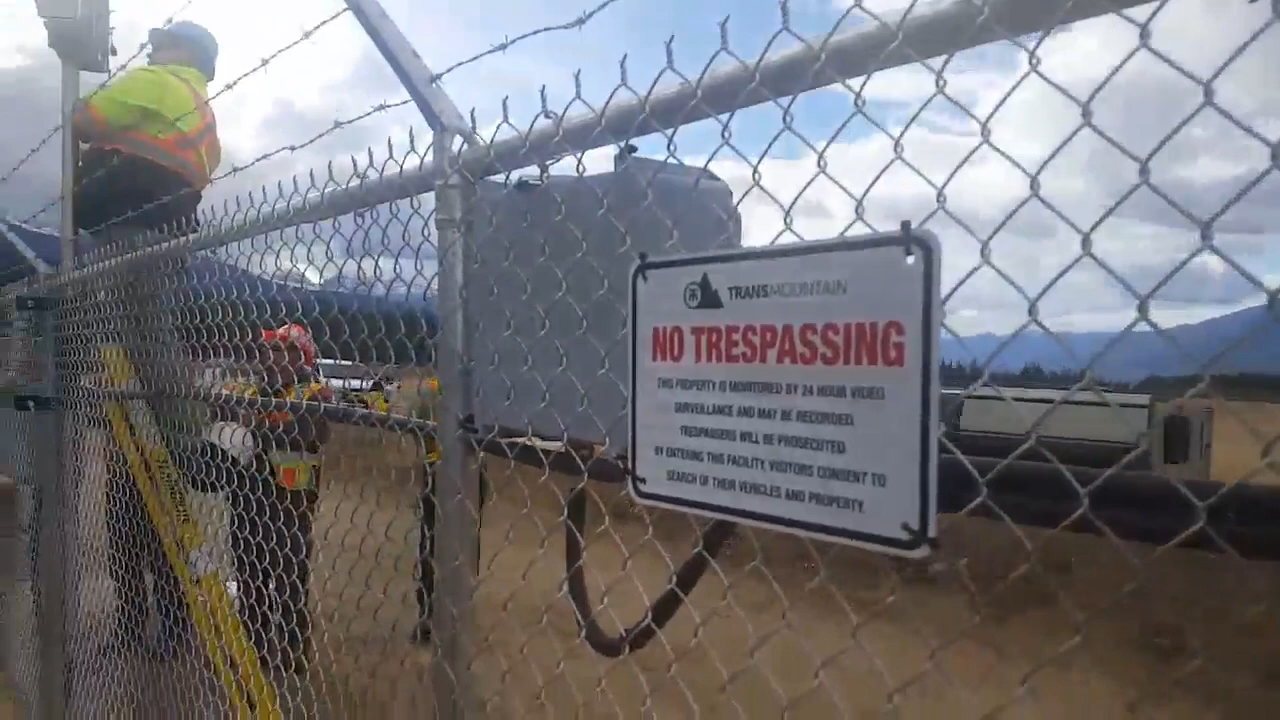 TRANSMOUNTAIN
NO TRESPASSING
THIS PROPERTY IS MONITORED BY 24 HOUR VIDEO
SURVEILLANCE AND MAY BE RECORDED.
TRESPASSERS WILL BE PROSECUTED.
BY ENTERING THIS FACILITY, VISITORS CONSENT TO
SEARCH OF THEIR VEHICLES AND PROPERTY.